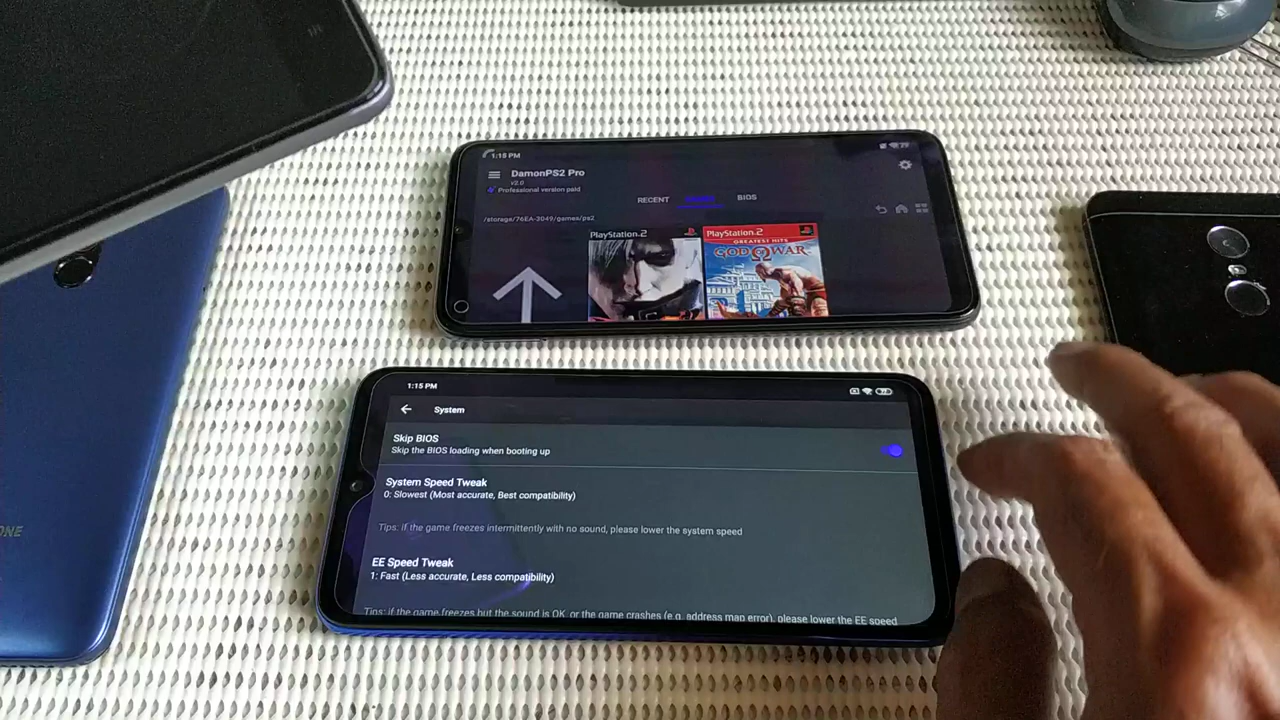 1:15 PM
79
DamonPS2 Pro
v2.0
Professional version paid
RECENT
BIOS
/storage/76EA-3049/games/ps2
PlayStation.2
PlayStation.2
GREATEST HITS
GOD OF WAR
1:15 PM
System
Skip BIOS
Skip the BIOS loading when booting up
System Speed Tweak
0: Slowest (Most accurate, Best compatibility)
Tips: if the game freezes intermittently with no sound, please lower the system speed
EE Speed Tweak
1: Fast (Less accurate, Less compatibility)
Tips: if the game freezes but the sound is OK, or the game crashes (e.g. address map error), please lower the EE speed
ONE